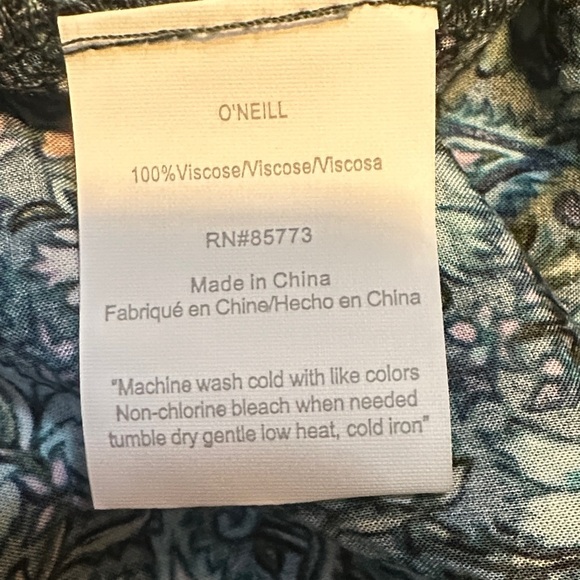 O'NEILL
100%Viscose/Viscose/Viscosa
RN#85773
Made in China
Fabriqué en Chine/Hecho en China
"Machine wash cold with like colors
Non-chlorine bleach when needed
tumble dry gentle low heat, cold iron"